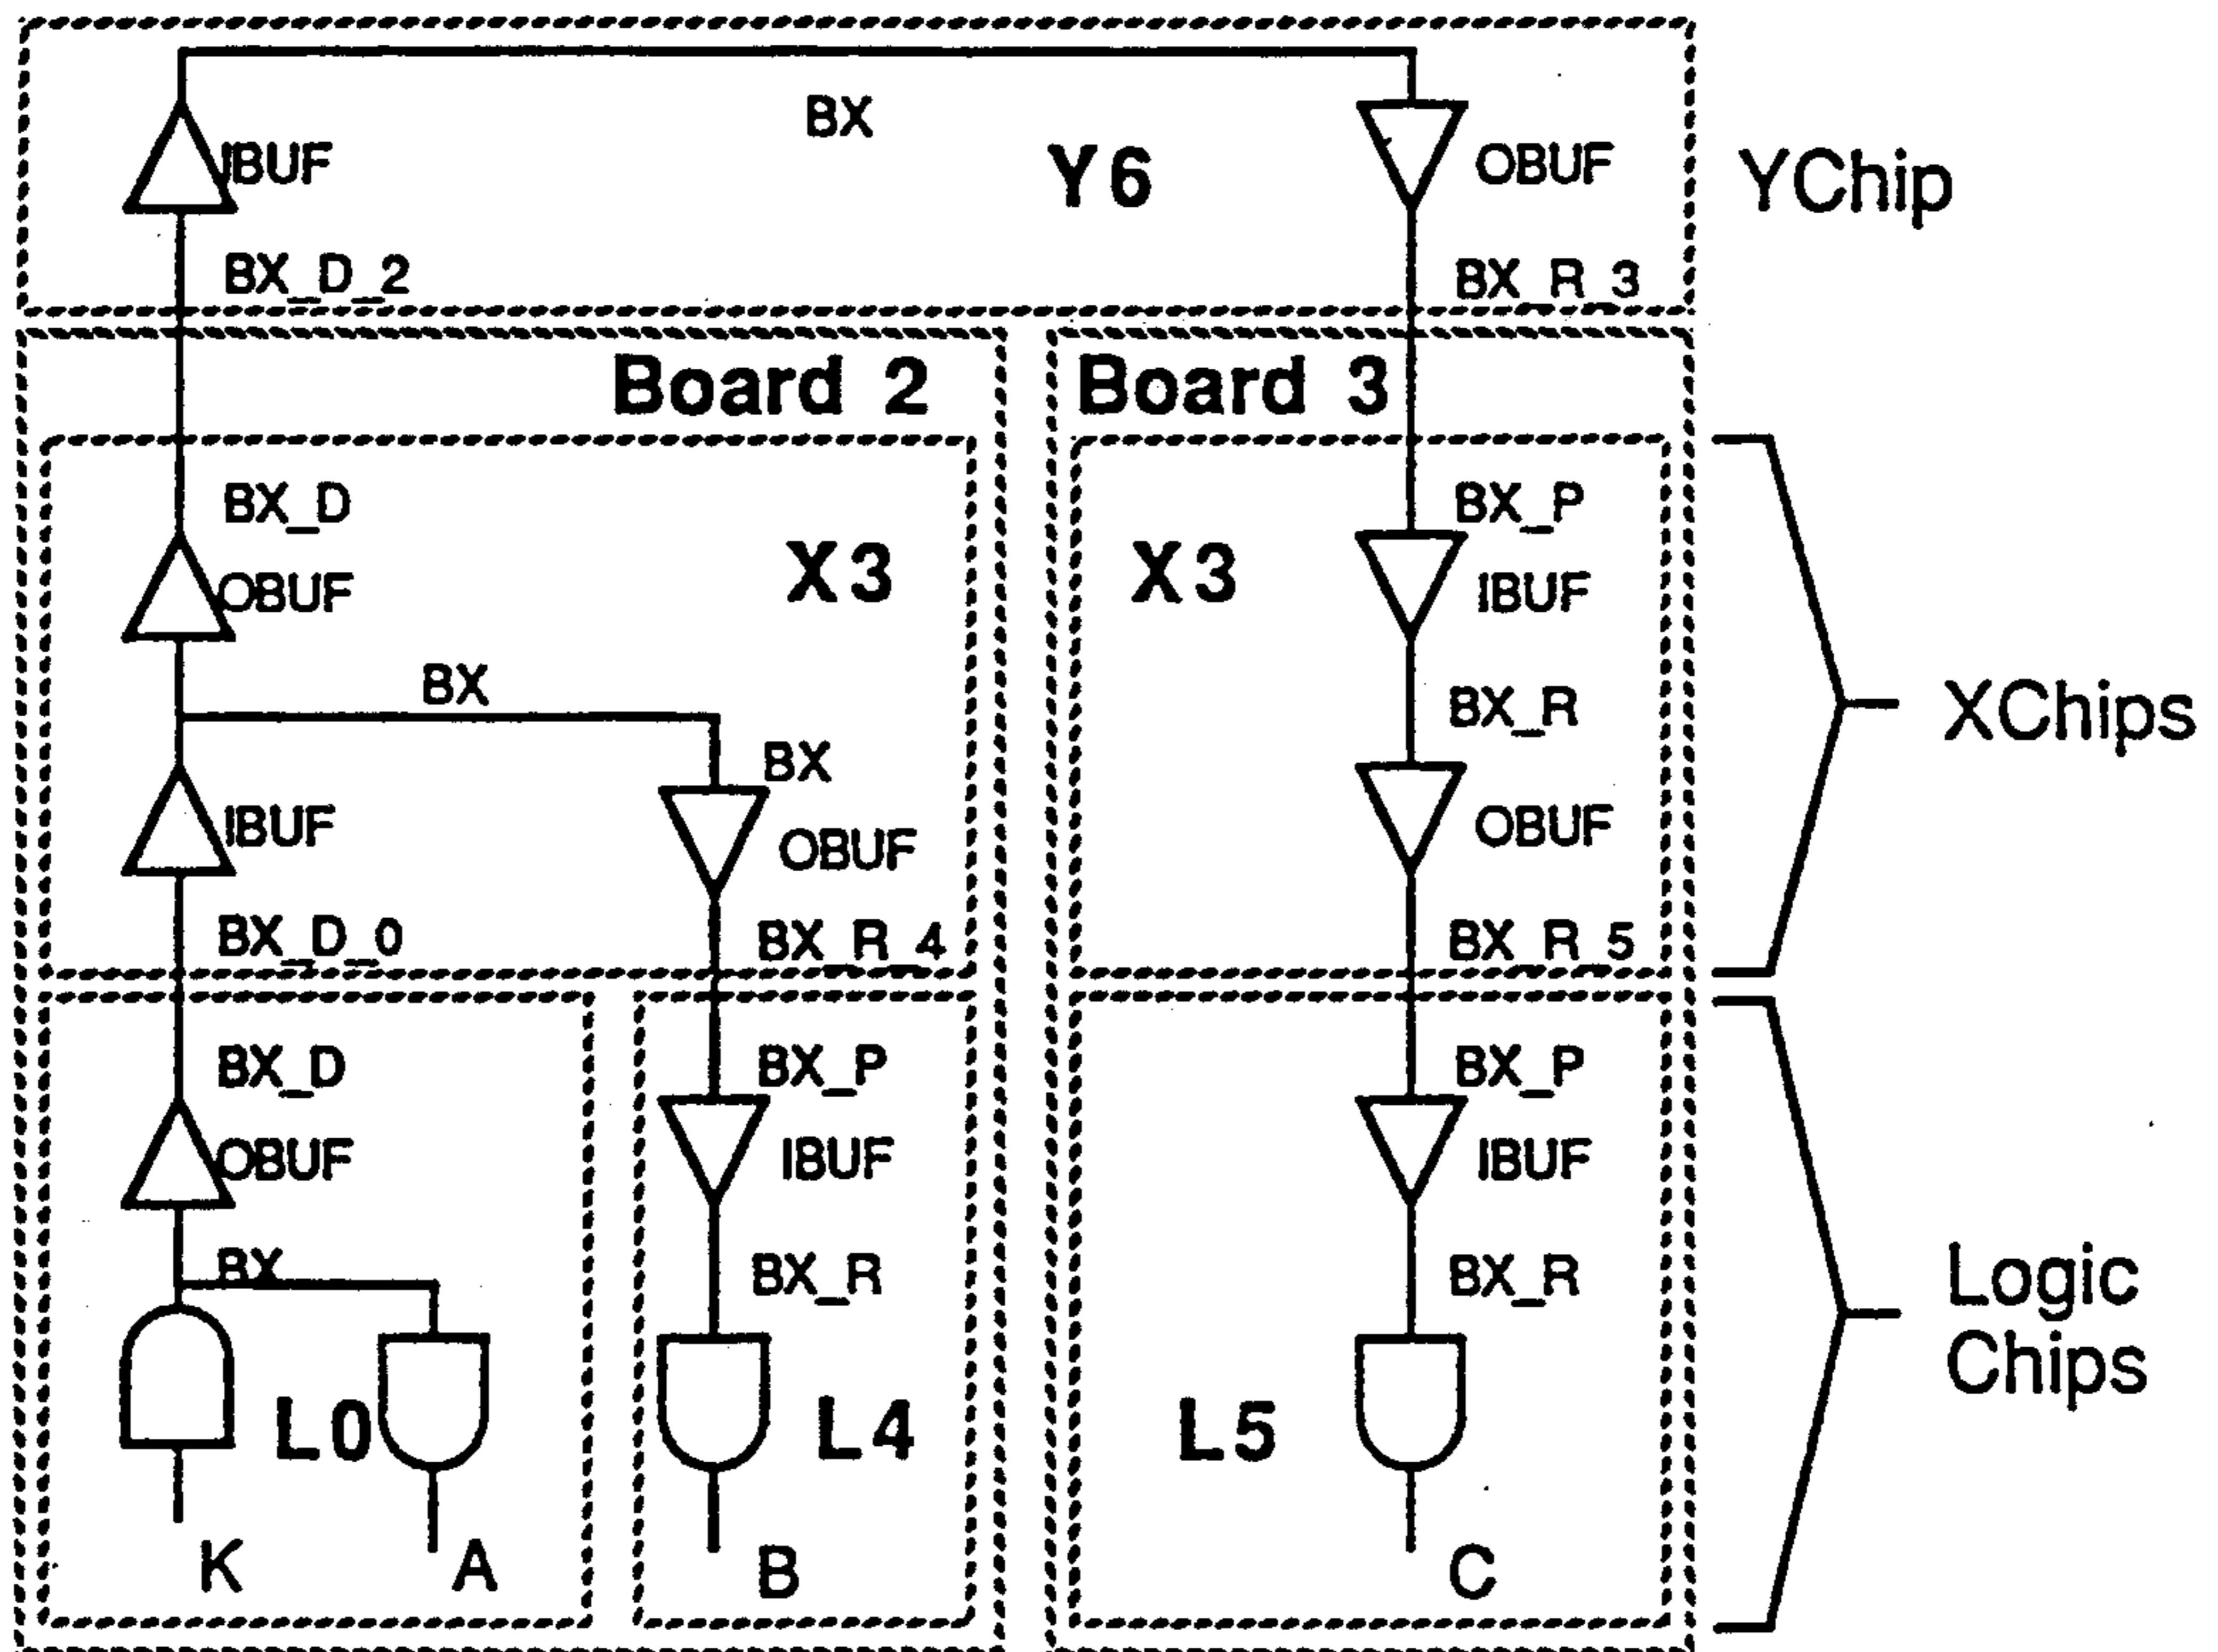 BX
IBUF
Y6
OBUF
YChip
BX_D_2
BX_R_3
Board 2
Board 3
BX_D
X3
X3
BX_P
OBUF
IBUF
BX
BX_R
XChips
BX
IBUF
OBUF
OBUF
BX_D_0
BX_R_4
BX_R_5
BX_D
BX_P
BX_P
OBUF
IBUF
IBUF
BX
BX_R
BX_R
Logic
Chips
L0
L4
L5
K
A
B
C